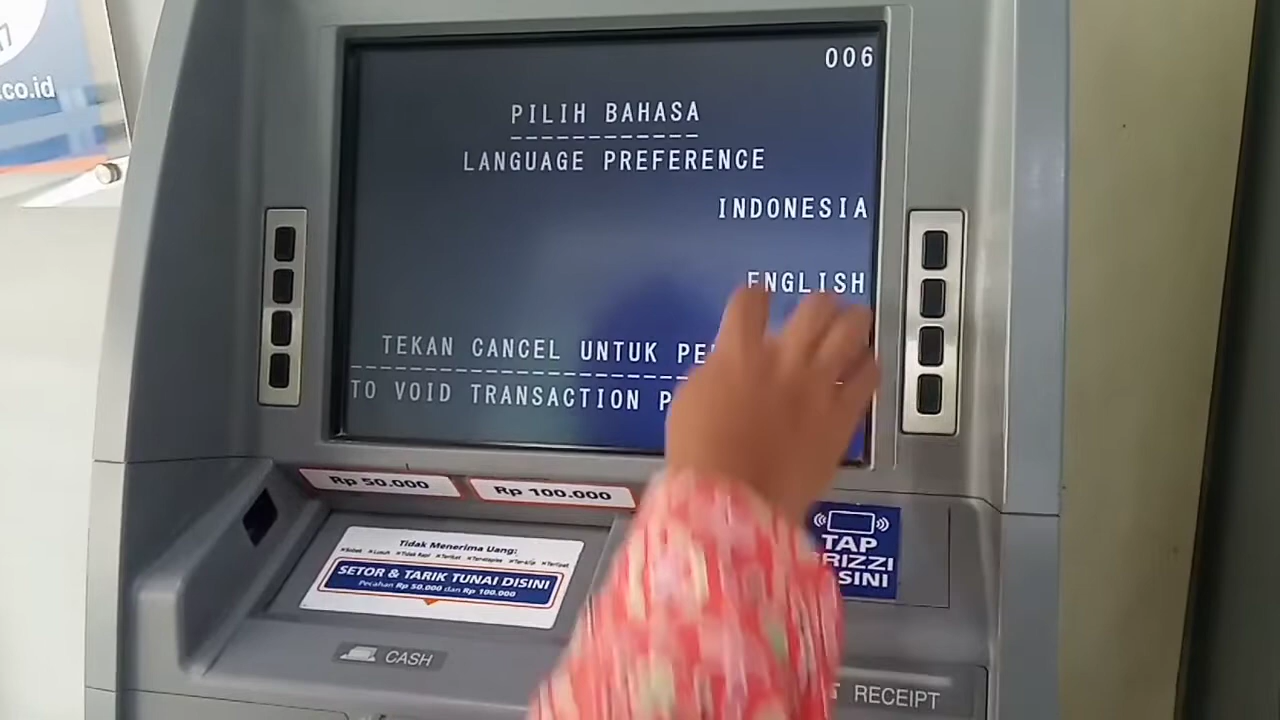 7
.co.id
006
PILIH BAHASA
LANGUAGE PREFERENCE
INDONESIA
ENGLISH
TEKAN CANCEL UNTUK
TO VOID TRANSACTION
Rp 50.000
Rp 100.000
Tidak Menerima Uang:
SETOR & TARIK TUNAI DISINI
Pecahan Rp 50.000 dan Rp 100.000
TAP
CASH
RECEIPT